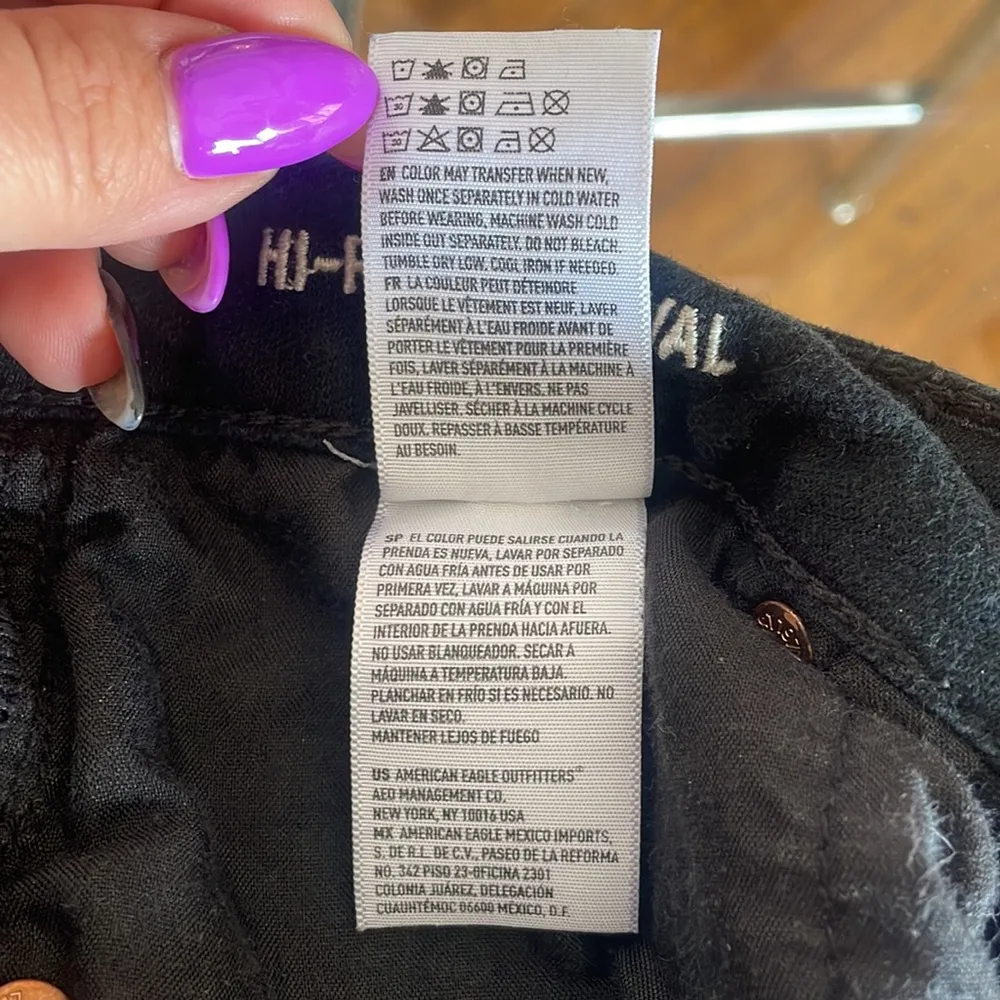 30
30
EN COLOR MAY TRANSFER WHEN NEW,
WASH ONCE SEPARATELY IN COLD WATER
BEFORE WEARING, MACHINE WASH COLD
INSIDE OUT SEPARATELY. DO NOT BLEACH.
TUMBLE DRY LOW. COOL IRON IF NEEDED.
FR LA COULEUR PEUT DÉTEINDRE
LORSQUE LE VÊTEMENT EST NEUF, LAVER
SÉPARÉMENT À L'EAU FROIDE AVANT DE
PORTER LE VÊTEMENT POUR LA PREMIÈRE
FOIS, LAVER SÉPARÉMENT À LA MACHINE À
L'EAU FROIDE, À L'ENVERS. NE PAS
JAVELLISER. SÉCHER À LA MACHINE CYCLE
DOUX. REPASSER À BASSE TEMPÉRATURE
AU BESOIN.
HI-R
VAL
SP EL COLOR PUEDE SALIRSE CUANDO LA
PRENDA ES NUEVA, LAVAR POR SEPARADO
CON AGUA FRÍA ANTES DE USAR POR
PRIMERA VEZ, LAVAR A MÁQUINA POR
SEPARADO CON AGUA FRÍA Y CON EL
INTERIOR DE LA PRENDA HACIA AFUERA.
NO USAR BLANQUEADOR. SECAR A
MÁQUINA A TEMPERATURA BAJA.
PLANCHAR EN FRÍO SI ES NECESARIO. NO
LAVAR EN SECO.
MANTENER LEJOS DE FUEGO
US AMERICAN EAGLE OUTFITTERS®
AEO MANAGEMENT CO.
NEW YORK, NY 10016 USA
MX AMERICAN EAGLE MEXICO IMPORTS,
S. DE R.L. DE C.V., PASEO DE LA REFORMA
NO. 342 PISO 23-OFICINA 2301
COLONIA JUÁREZ, DELEGACIÓN
CUAUHTÉMOC 06600 MÉXICO, D.F.